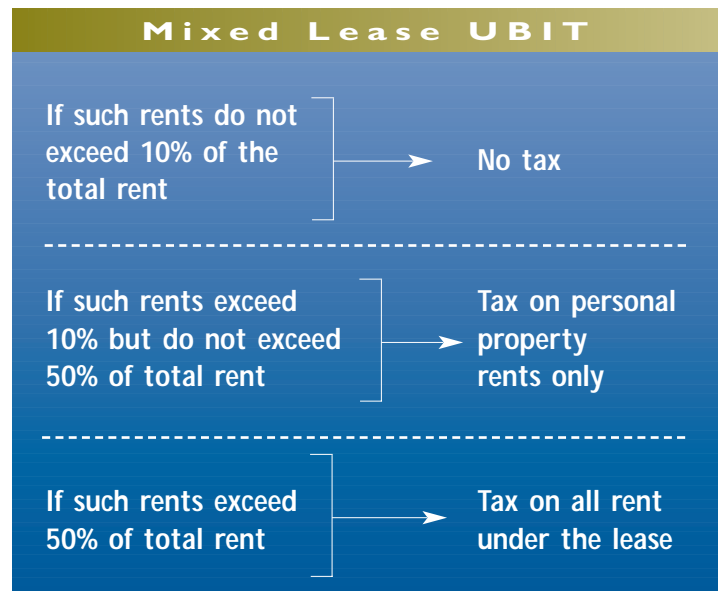 Mixed Lease UBIT
If such rents do not
exceed 10% of the
total rent
No tax
If such rents exceed
10% but do not exceed
50% of total rent
Tax on personal
property
rents only
If such rents exceed
50% of total rent
Tax on all rent
under the lease